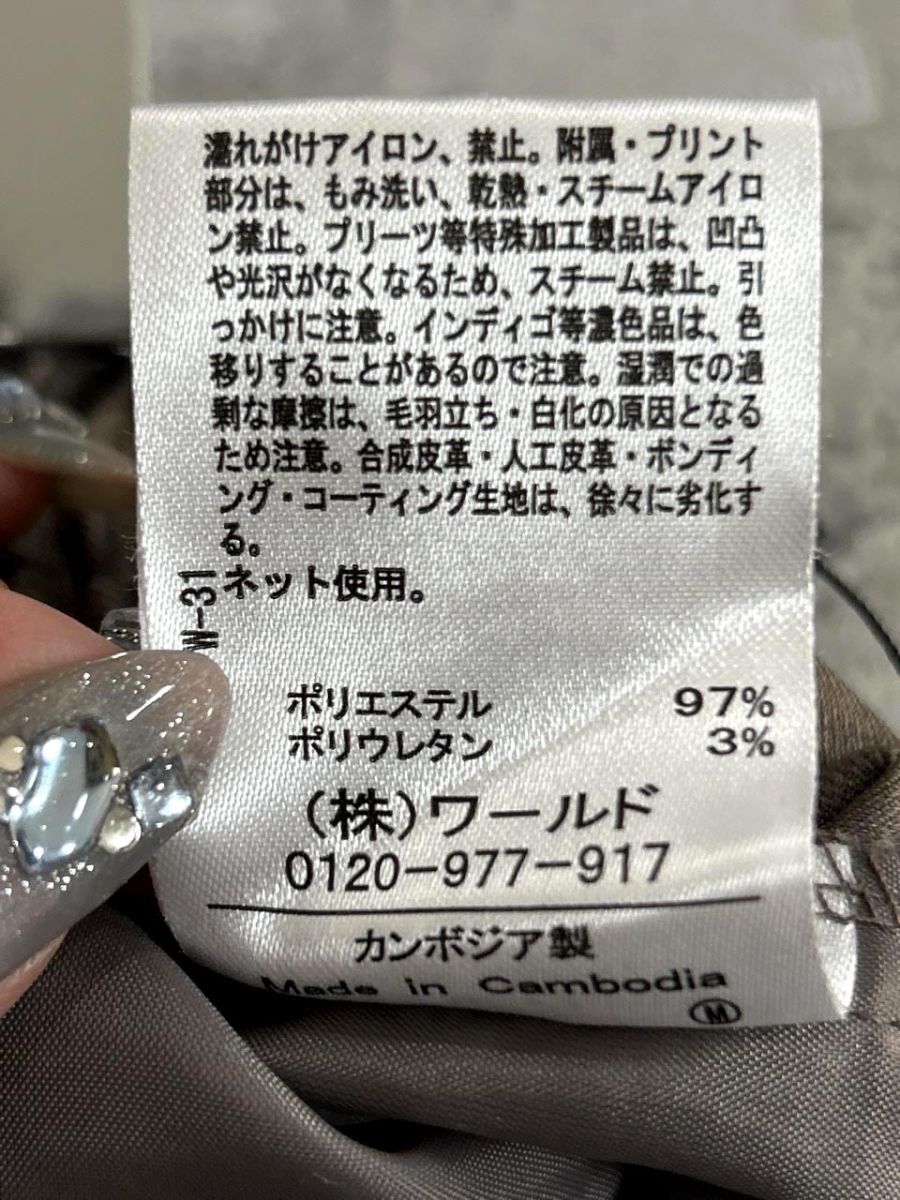 濡れがけアイロン、禁止。附属・プリント
部分は、もみ洗い、乾熱・スチームアイロ
ン禁止。プリーツ等特殊加工製品は、凹凸
や光沢がなくなるため、スチーム禁止。引
っかけに注意。インディゴ等濃色品は、色
移りすることがあるので注意。湿潤での過
剰な摩擦は、毛羽立ち・白化の原因となる
ため注意。合成皮革・人工皮革・ボンディ
ング・コーティング生地は、徐々に劣化す
る。
ネット使用。
W-31
ポリエステル 97%
ポリウレタン 3%
(株)ワールド
0120-977-917
カンボジア製
Made in Cambodia
M